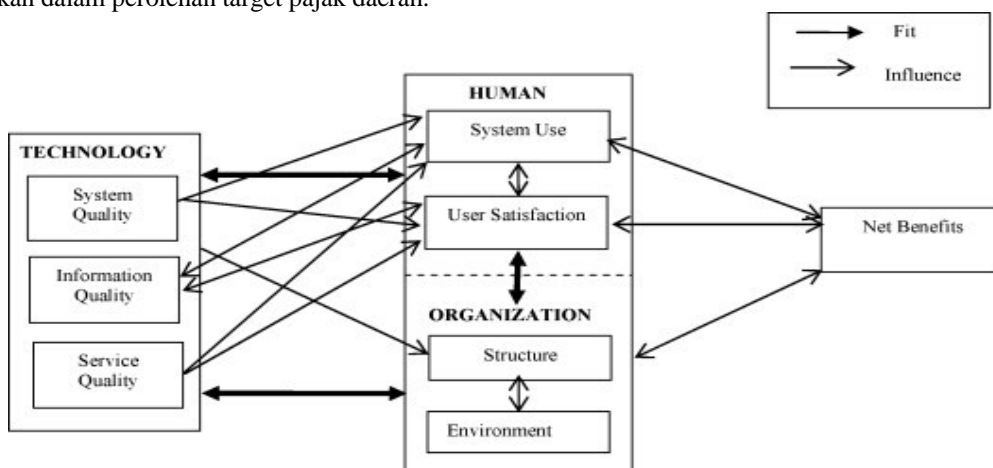 dalam perolehan target pajak daerah.
Fit
Influence
HUMAN
System Use
User Satisfaction
TECHNOLOGY
System
Quality
Information
Quality
Service
Quality
ORGANIZATION
Structure
Environment
Net Benefits